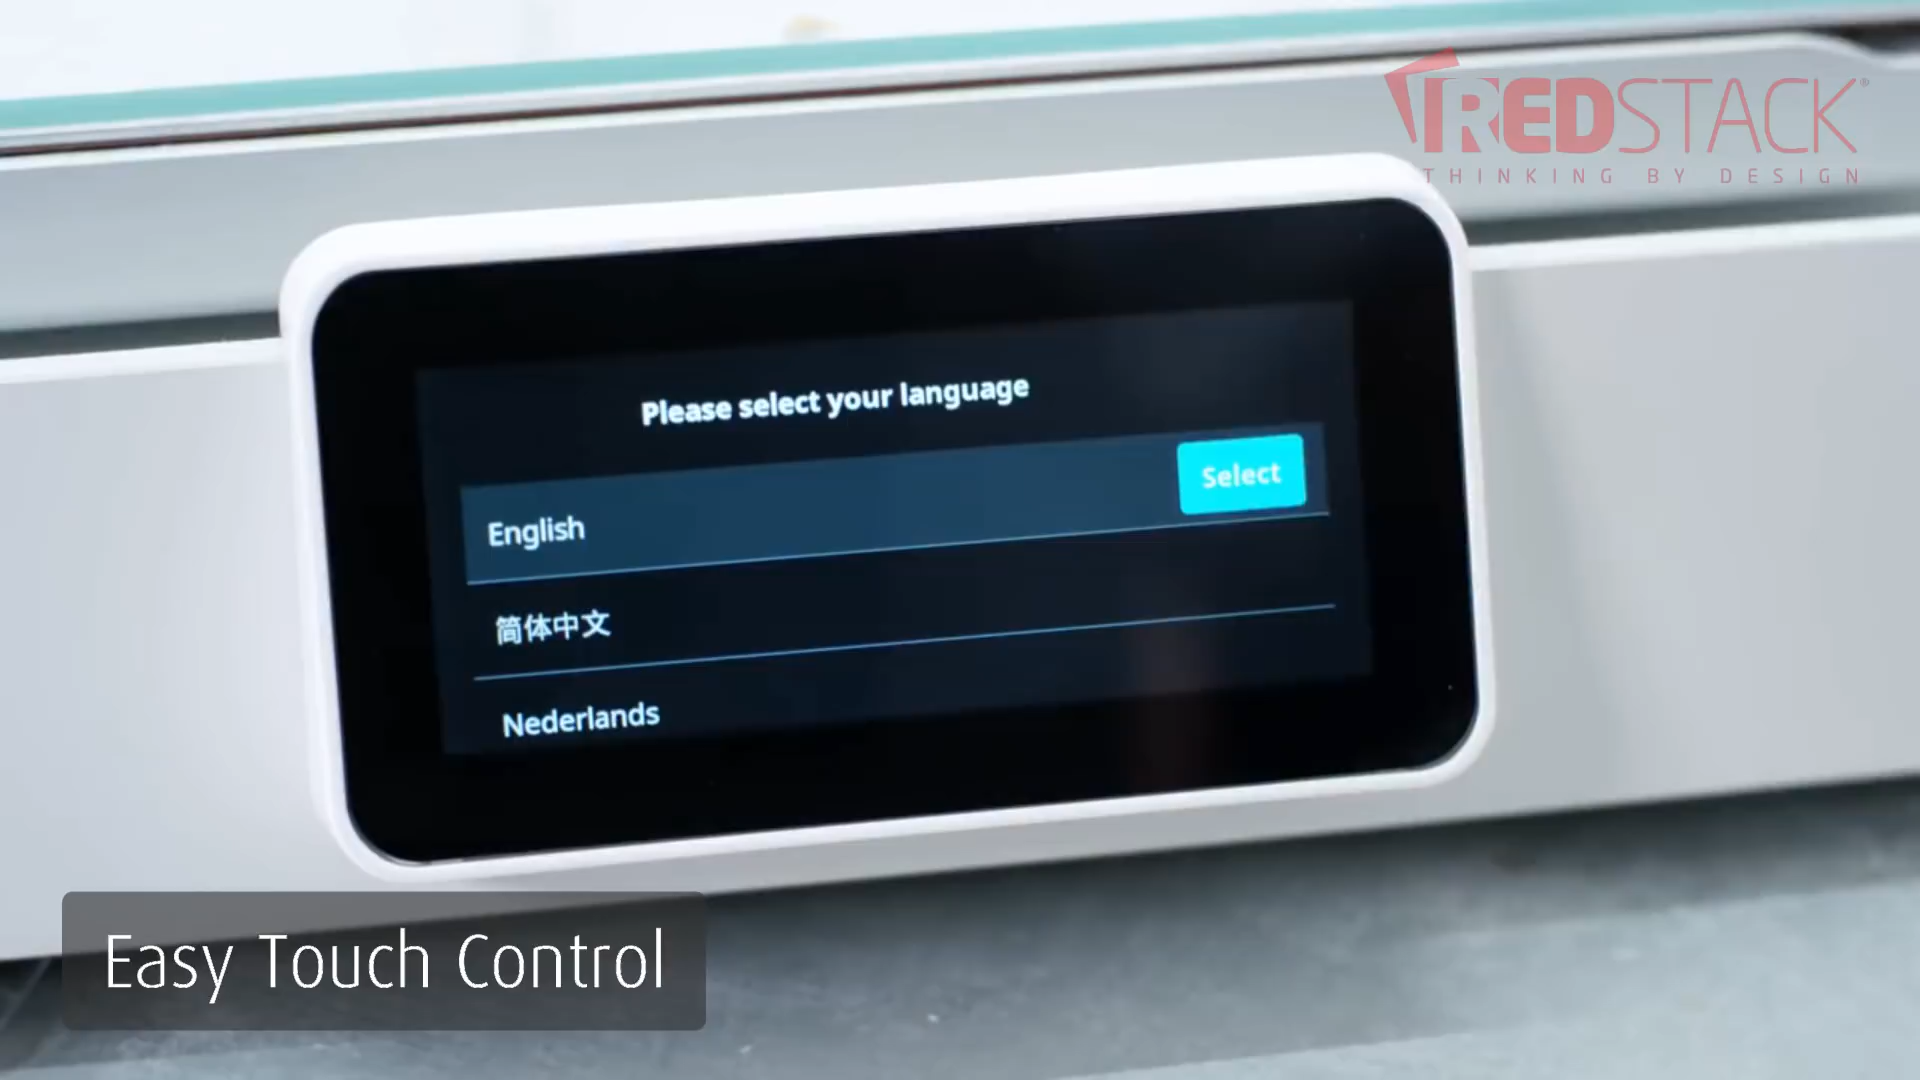 REDSTACK®
THINKING BY DESIGN
Please select your language
English
Select
简体中文
Nederlands
Easy Touch Control